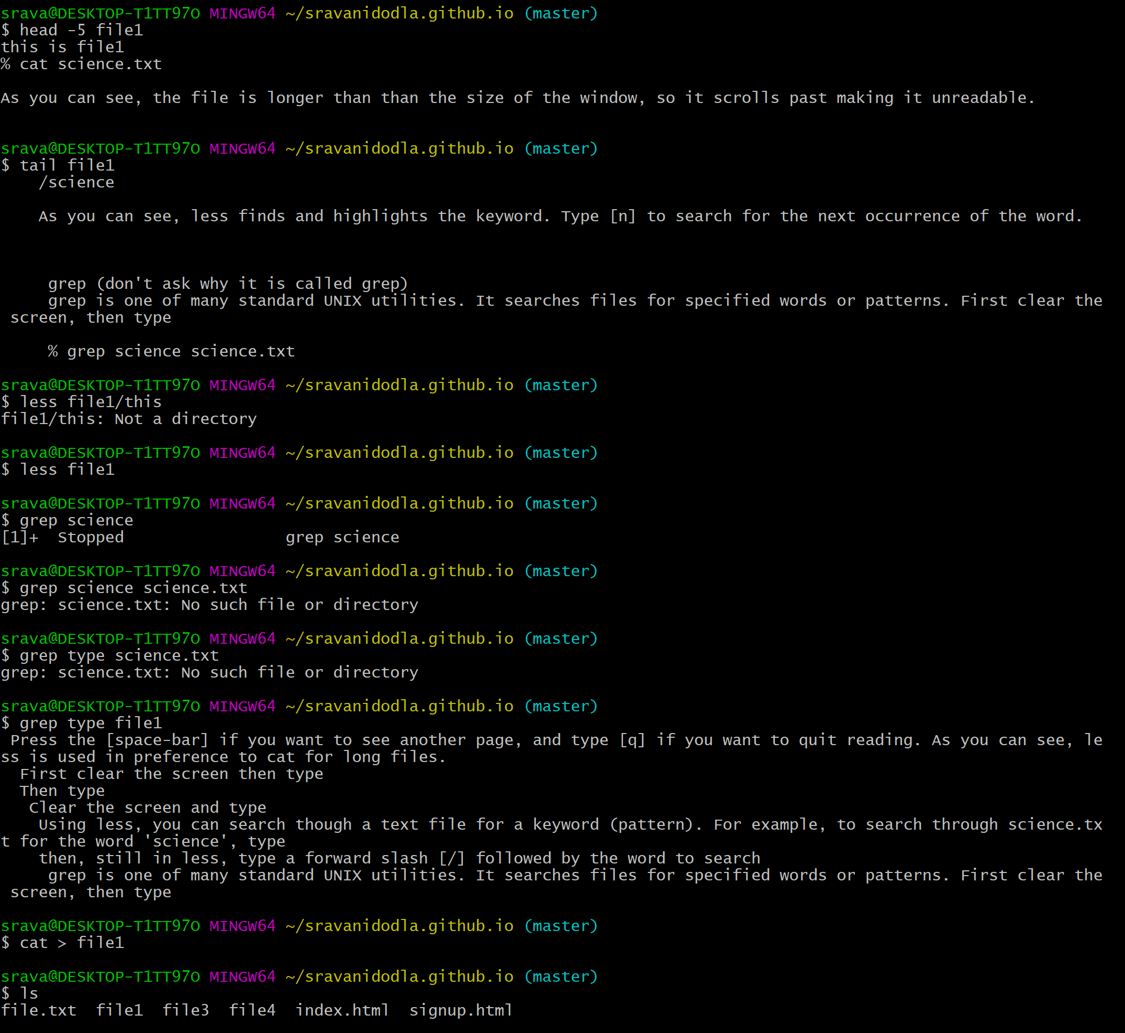 srava@DESKTOP-T1TT97O MINGW64 ~/sravanidodla.github.io (master)
$ head -5 file1
this is file1
% cat science.txt
As you can see, the file is longer than than the size of the window, so it scrolls past making it unreadable.
srava@DESKTOP-T1TT97O MINGW64 ~/sravanidodla.github.io (master)
$ tail file1
/science
As you can see, less finds and highlights the keyword. Type [n] to search for the next occurrence of the word.
grep (don't ask why it is called grep)
grep is one of many standard UNIX utilities. It searches files for specified words or patterns. First clear the
screen, then type
% grep science science.txt
srava@DESKTOP-T1TT97O MINGW64 ~/sravanidodla.github.io (master)
$ less file1/this
file1/this: Not a directory
srava@DESKTOP-T1TT97O MINGW64 ~/sravanidodla.github.io (master)
$ less file1
srava@DESKTOP-T1TT97O MINGW64 ~/sravanidodla.github.io (master)
$ grep science
[1]+  Stopped                 grep science
srava@DESKTOP-T1TT97O MINGW64 ~/sravanidodla.github.io (master)
$ grep science science.txt
grep: science.txt: No such file or directory
srava@DESKTOP-T1TT97O MINGW64 ~/sravanidodla.github.io (master)
$ grep type science.txt
grep: science.txt: No such file or directory
srava@DESKTOP-T1TT97O MINGW64 ~/sravanidodla.github.io (master)
$ grep type file1
Press the [space-bar] if you want to see another page, and type [q] if you want to quit reading. As you can see, le
ss is used in preference to cat for long files.
First clear the screen then type
Then type
Clear the screen and type
Using less, you can search though a text file for a keyword (pattern). For example, to search through science.tx
t for the word 'science', type
then, still in less, type a forward slash [/] followed by the word to search
grep is one of many standard UNIX utilities. It searches files for specified words or patterns. First clear the
screen, then type
srava@DESKTOP-T1TT97O MINGW64 ~/sravanidodla.github.io (master)
$ cat > file1
srava@DESKTOP-T1TT97O MINGW64 ~/sravanidodla.github.io (master)
$ ls
file.txt  file1  file3  file4  index.html  signup.html